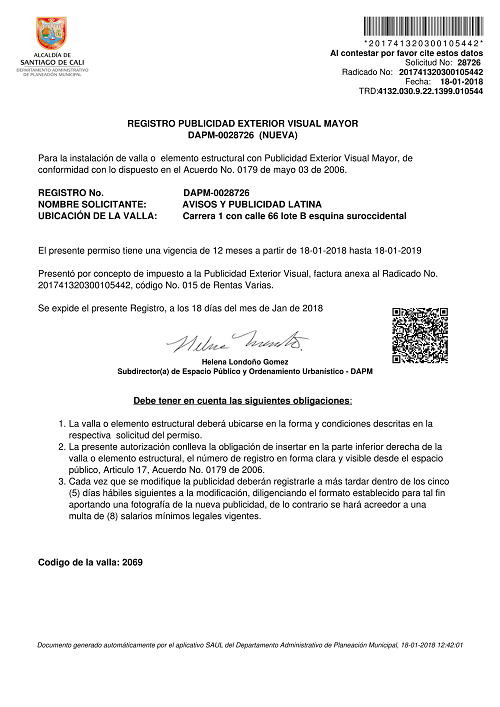 *201741320300105442*
Al contestar por favor cite estos datos
Solicitud No: 28726
Radicado No: 201741320300105442
Fecha: 18-01-2018
TRD:4132.030.9.22.1399.010544
ALCALDÍA DE
SANTIAGO DE CALI
DEPARTAMENTO ADMINISTRATIVO
DE PLANEACIÓN MUNICIPAL
REGISTRO PUBLICIDAD EXTERIOR VISUAL MAYOR
DAPM-0028726 (NUEVA)
Para la instalación de valla o elemento estructural con Publicidad Exterior Visual Mayor, de
conformidad con lo dispuesto en el Acuerdo No. 0179 de mayo 03 de 2006.
REGISTRO No. DAPM-0028726
NOMBRE SOLICITANTE: AVISOS Y PUBLICIDAD LATINA
UBICACIÓN DE LA VALLA: Carrera 1 con calle 66 lote B esquina suroccidental
El presente permiso tiene una vigencia de 12 meses a partir de 18-01-2018 hasta 18-01-2019
Presentó por concepto de impuesto a la Publicidad Exterior Visual, factura anexa al Radicado No.
201741320300105442, código No. 015 de Rentas Varias.
Se expide el presente Registro, a los 18 días del mes de Jan de 2018
Helena Londoño Gomez
Subdirector(a) de Espacio Público y Ordenamiento Urbanístico - DAPM
Debe tener en cuenta las siguientes obligaciones:
1. La valla o elemento estructural deberá ubicarse en la forma y condiciones descritas en la
respectiva solicitud del permiso.
2. La presente autorización conlleva la obligación de insertar en la parte inferior derecha de la
valla o elemento estructural, el número de registro en forma clara y visible desde el espacio
público, Articulo 17, Acuerdo No. 0179 de 2006.
3. Cada vez que se modifique la publicidad deberán registrarle a más tardar dentro de los cinco
(5) días hábiles siguientes a la modificación, diligenciando el formato establecido para tal fin
aportando una fotografía de la nueva publicidad, de lo contrario se hará acreedor a una
multa de (8) salarios mínimos legales vigentes.
Codigo de la valla: 2069
Documento generado automáticamente por el aplicativo SAUL del Departamento Administrativo de Planeación Municipal, 18-01-2018 12:42:01